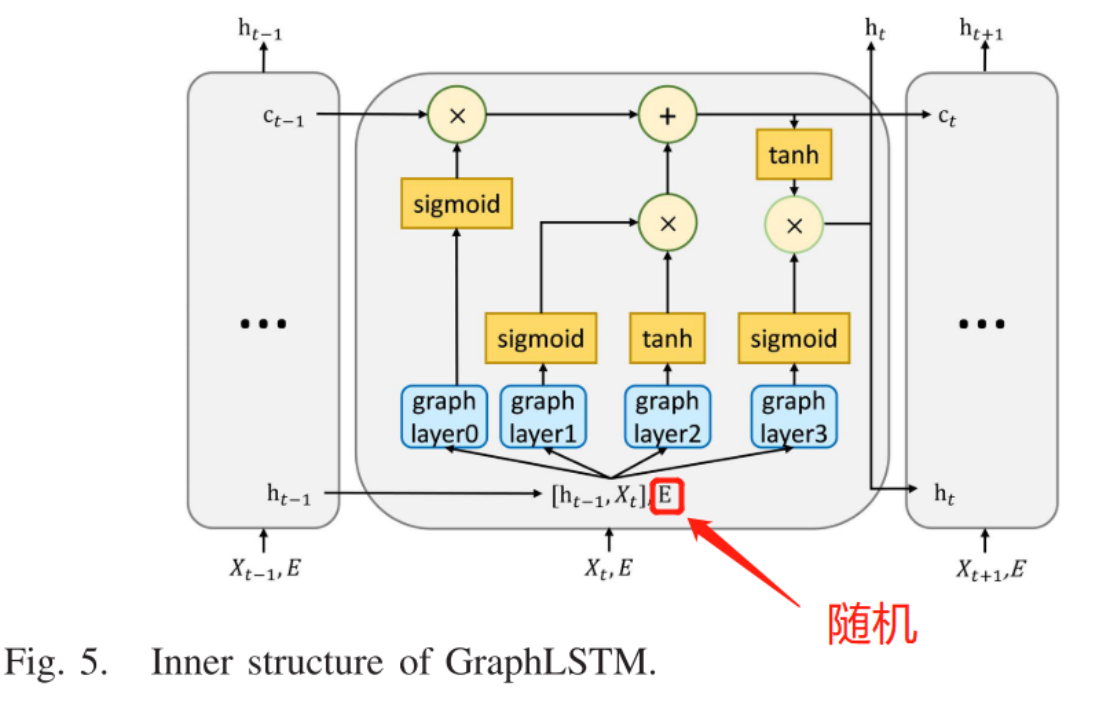 h_{t−1} h_t h_{t+1}
c_{t−1} × + c_t
tanh
sigmoid × ×
... ...
sigmoid tanh sigmoid
graph layer0 graph layer1 graph layer2 graph layer3
h_{t−1} [h_{t−1}, X_t], E h_t
X_{t−1}, E X_t, E X_{t+1}, E
随机
Fig. 5. Inner structure of GraphLSTM.